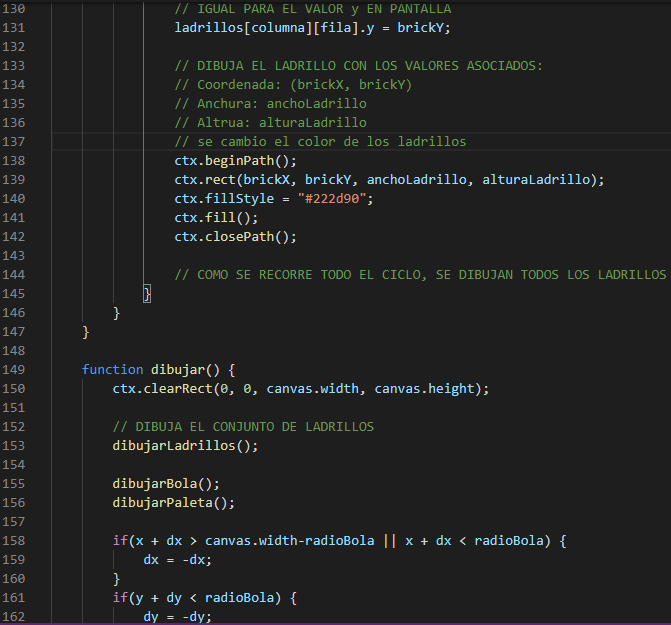 130 // IGUAL PARA EL VALOR y EN PANTALLA
131 ladrillos[columna][fila].y = brickY;
132
133 // DIBUJA EL LADRILLO CON LOS VALORES ASOCIADOS:
134 // Coordenada: (brickX, brickY)
135 // Anchura: anchoLadrillo
136 // Altrua: alturaLadrillo
137 // se cambio el color de los ladrillos
138 ctx.beginPath();
139 ctx.rect(brickX, brickY, anchoLadrillo, alturaLadrillo);
140 ctx.fillStyle = "#222d90";
141 ctx.fill();
142 ctx.closePath();
143
144 // COMO SE RECORRE TODO EL CICLO, SE DIBUJAN TODOS LOS LADRILLOS
145 }
146 }
147 }
148
149 function dibujar() {
150 ctx.clearRect(0, 0, canvas.width, canvas.height);
151
152 // DIBUJA EL CONJUNTO DE LADRILLOS
153 dibujarLadrillos();
154
155 dibujarBola();
156 dibujarPaleta();
157
158 if(x + dx > canvas.width-radioBola || x + dx < radioBola) {
159 dx = -dx;
160 }
161 if(y + dy < radioBola) {
162 dy = -dy;